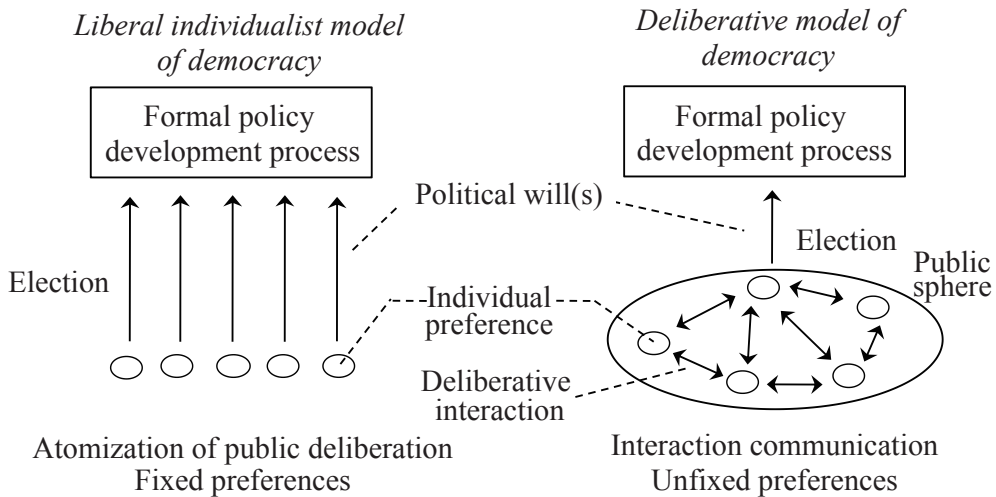 Liberal individualist model
of democracy
Formal policy
development process
Election
Atomization of public deliberation
Fixed preferences
Political will(s)
Individual
preference
Deliberative
interaction
Deliberative model of
democracy
Formal policy
development process
Election
Public
sphere
Interaction communication
Unfixed preferences